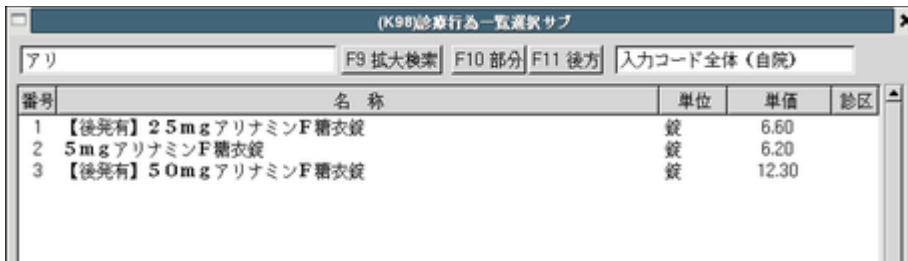 (K98)診療行為一覧選択サブ
アリ F9 拡大検索 F10 部分 F11 後方 入力コード全体（自院）
番号 名　称 単位 単価 診区
1 【後発有】２５ｍｇアリナミンＦ糖衣錠 錠 6.60
2 ５ｍｇアリナミンＦ糖衣錠 錠 6.20
3 【後発有】５０ｍｇアリナミンＦ糖衣錠 錠 12.30